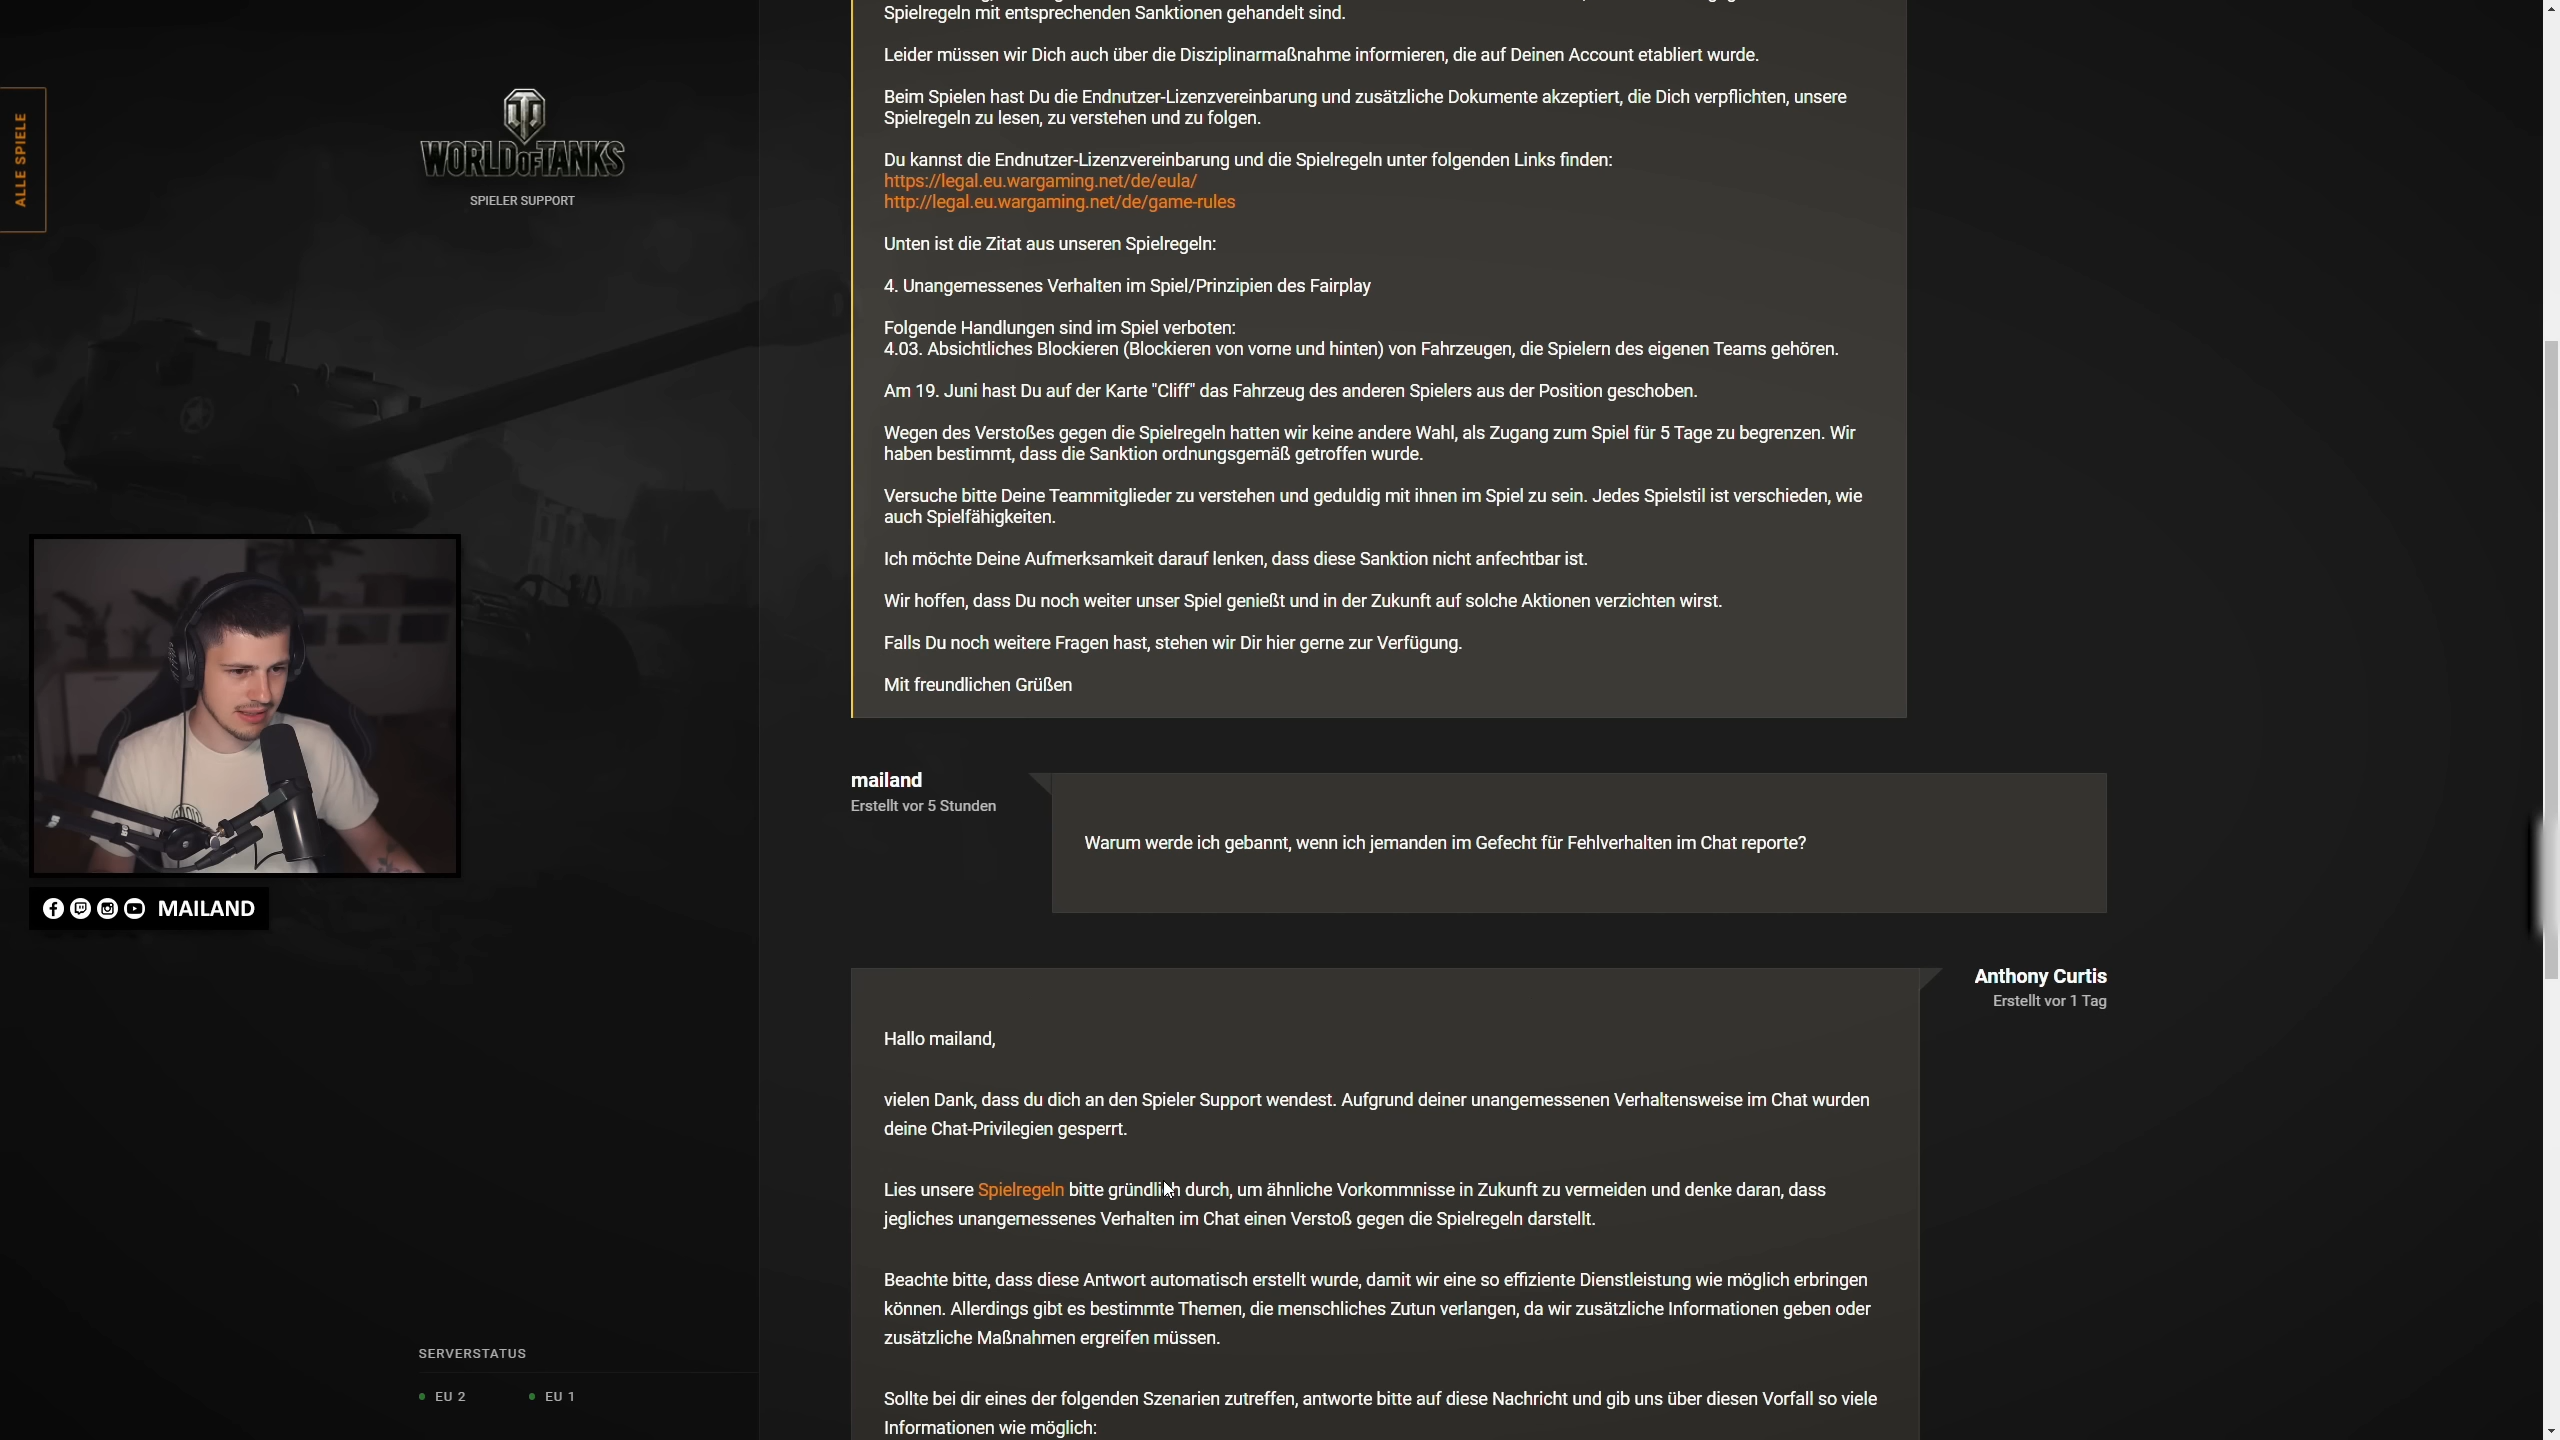 ALLE SPIELE
WORLD OF TANKS
SPIELER SUPPORT
Spielregeln mit entsprechenden Sanktionen gehandelt sind.
Leider müssen wir Dich auch über die Disziplinarmaßnahme informieren, die auf Deinen Account etabliert wurde.
Beim Spielen hast Du die Endnutzer-Lizenzvereinbarung und zusätzliche Dokumente akzeptiert, die Dich verpflichten, unsere
Spielregeln zu lesen, zu verstehen und zu folgen.
Du kannst die Endnutzer-Lizenzvereinbarung und die Spielregeln unter folgenden Links finden:
https://legal.eu.wargaming.net/de/eula/
http://legal.eu.wargaming.net/de/game-rules
Unten ist die Zitat aus unseren Spielregeln:
4. Unangemessenes Verhalten im Spiel/Prinzipien des Fairplay
Folgende Handlungen sind im Spiel verboten:
4.03. Absichtliches Blockieren (Blockieren von vorne und hinten) von Fahrzeugen, die Spielern des eigenen Teams gehören.
Am 19. Juni hast Du auf der Karte "Cliff" das Fahrzeug des anderen Spielers aus der Position geschoben.
Wegen des Verstoßes gegen die Spielregeln hatten wir keine andere Wahl, als Zugang zum Spiel für 5 Tage zu begrenzen. Wir
haben bestimmt, dass die Sanktion ordnungsgemäß getroffen wurde.
Versuche bitte Deine Teammitglieder zu verstehen und geduldig mit ihnen im Spiel zu sein. Jedes Spielstil ist verschieden, wie
auch Spielfähigkeiten.
Ich möchte Deine Aufmerksamkeit darauf lenken, dass diese Sanktion nicht anfechtbar ist.
Wir hoffen, dass Du noch weiter unser Spiel genießt und in der Zukunft auf solche Aktionen verzichten wirst.
Falls Du noch weitere Fragen hast, stehen wir Dir hier gerne zur Verfügung.
Mit freundlichen Grüßen
mailand
Erstellt vor 5 Stunden
Warum werde ich gebannt, wenn ich jemanden im Gefecht für Fehlverhalten im Chat reporte?
MAILAND
Anthony Curtis
Erstellt vor 1 Tag
Hallo mailand,
vielen Dank, dass du dich an den Spieler Support wendest. Aufgrund deiner unangemessenen Verhaltensweise im Chat wurden
deine Chat-Privilegien gesperrt.
Lies unsere Spielregeln bitte gründlich durch, um ähnliche Vorkommnisse in Zukunft zu vermeiden und denke daran, dass
jegliches unangemessenes Verhalten im Chat einen Verstoß gegen die Spielregeln darstellt.
Beachte bitte, dass diese Antwort automatisch erstellt wurde, damit wir eine so effiziente Dienstleistung wie möglich erbringen
können. Allerdings gibt es bestimmte Themen, die menschliches Zutun verlangen, da wir zusätzliche Informationen geben oder
zusätzliche Maßnahmen ergreifen müssen.
Sollte bei dir eines der folgenden Szenarien zutreffen, antworte bitte auf diese Nachricht und gib uns über diesen Vorfall so viele
Informationen wie möglich:
SERVERSTATUS
EU 2
EU 1